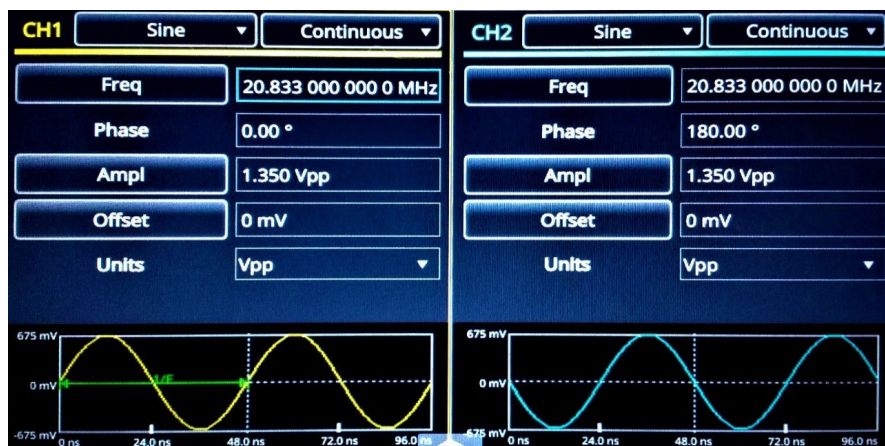 CH1 Sine Continuous
Freq 20.833 000 000 0 MHz
Phase 0.00 °
Ampl 1.350 Vpp
Offset 0 mV
Units Vpp
675 mV
1/F
0 mV
-675 mV
0 ns 24.0 ns 48.0 ns 72.0 ns 96.0 ns
CH2 Sine Continuous
Freq 20.833 000 000 0 MHz
Phase 180.00 °
Ampl 1.350 Vpp
Offset 0 mV
Units Vpp
675 mV
0 mV
-675 mV
0 ns 24.0 ns 48.0 ns 72.0 ns 96.0 ns